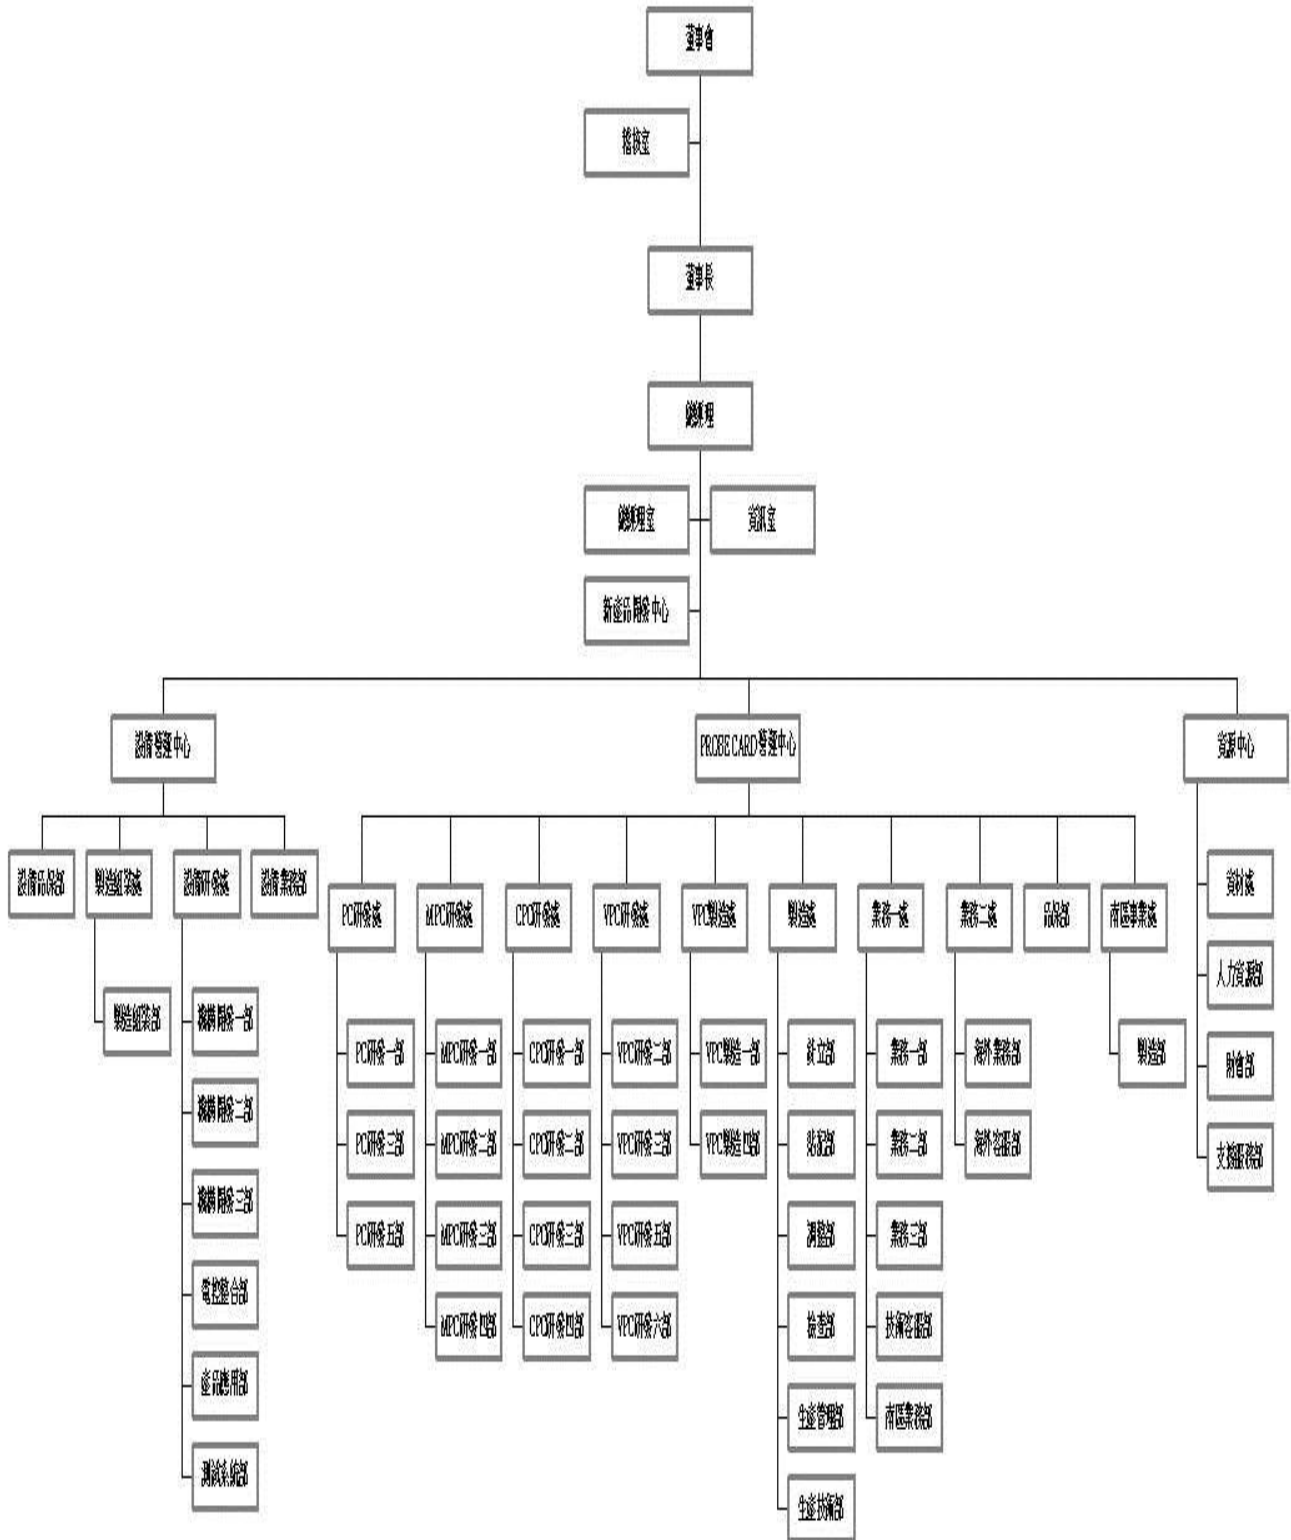 董事會
稽核室
董事長
總經理
總經理室
資訊室
新產品開發中心
設備營運中心
PROBE CARD營運中心
資源中心
設備品保部
製造組裝處
設備研發處
設備業務部
製造組裝部
機構開發一部
機構開發二部
機構開發三部
電控整合部
產品應用部
測試系統部
PC研發處
MPC研發處
CPC研發處
VPC研發處
VPC製造處
製造處
業務一處
業務二處
品保部
南區事業處
PC研發一部
PC研發三部
PC研發五部
MPC研發一部
MPC研發二部
MPC研發三部
MPC研發四部
CPC研發一部
CPC研發二部
CPC研發三部
CPC研發四部
VPC研發二部
VPC研發三部
VPC研發五部
VPC研發六部
VPC製造一部
VPC製造四部
調整部
檢查部
生產管理部
生產技術部
業務一部
業務二部
業務三部
技術客服部
南區業務部
海外業務部
海外客服部
製造部
資材處
人力資源部
財會部
支援服務部